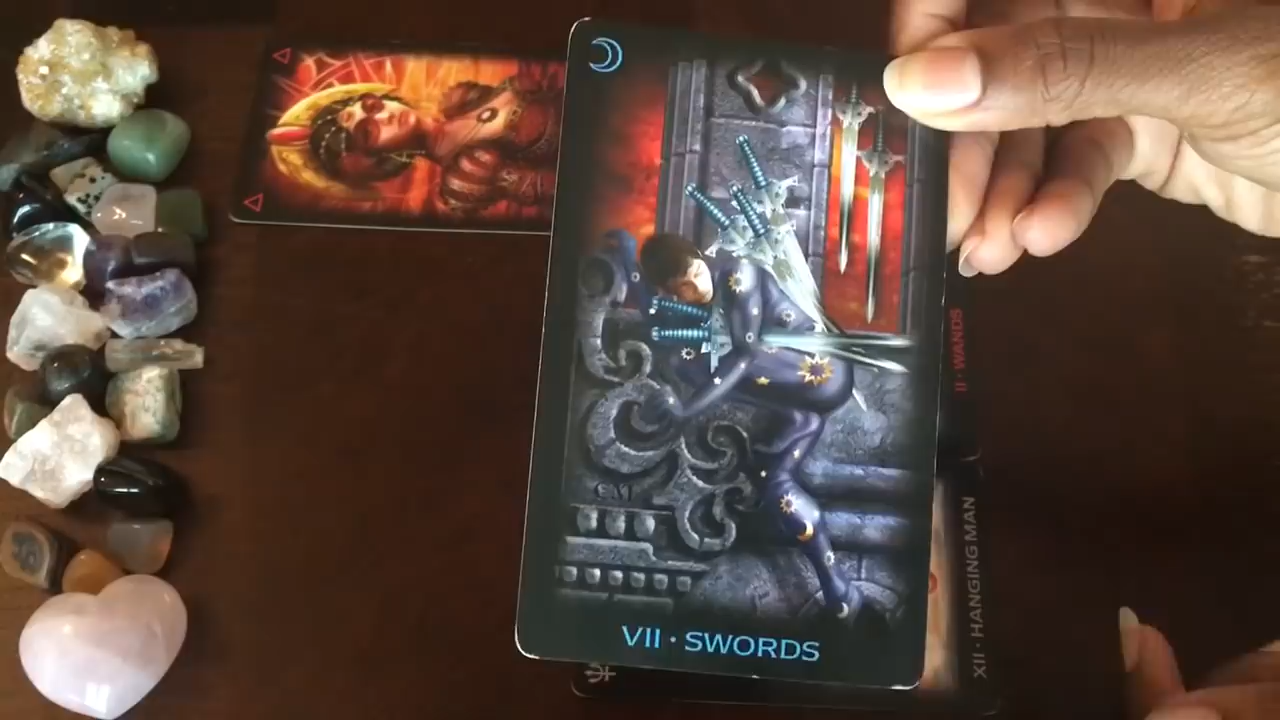 VII • SWORDS
II • WANDS
XII • HANGING MAN